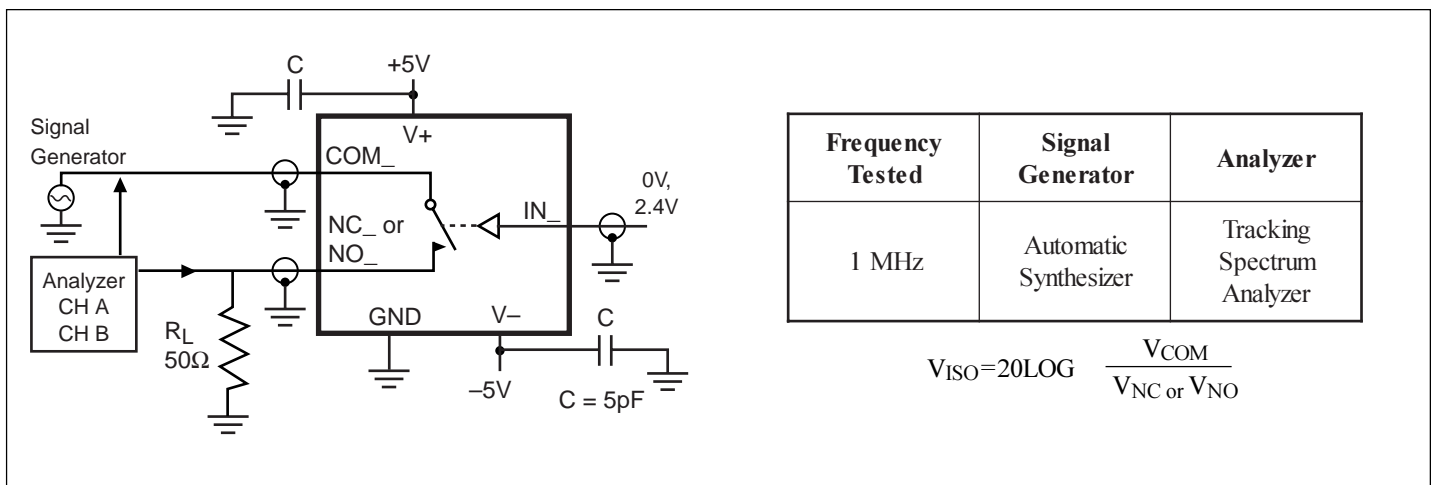 C
+5V
Signal
Generator
V+
COM_
0V,
2.4V
IN_
NC_ or
NO_
Analyzer
CH A
CH B
RL
50Ω
GND
V–
C
–5V
C = 5pF
Frequency Tested
Signal Generator
Analyzer
1 MHz
Automatic Synthesizer
Tracking Spectrum Analyzer
VISO=20LOG VCOM
VNC or VNO